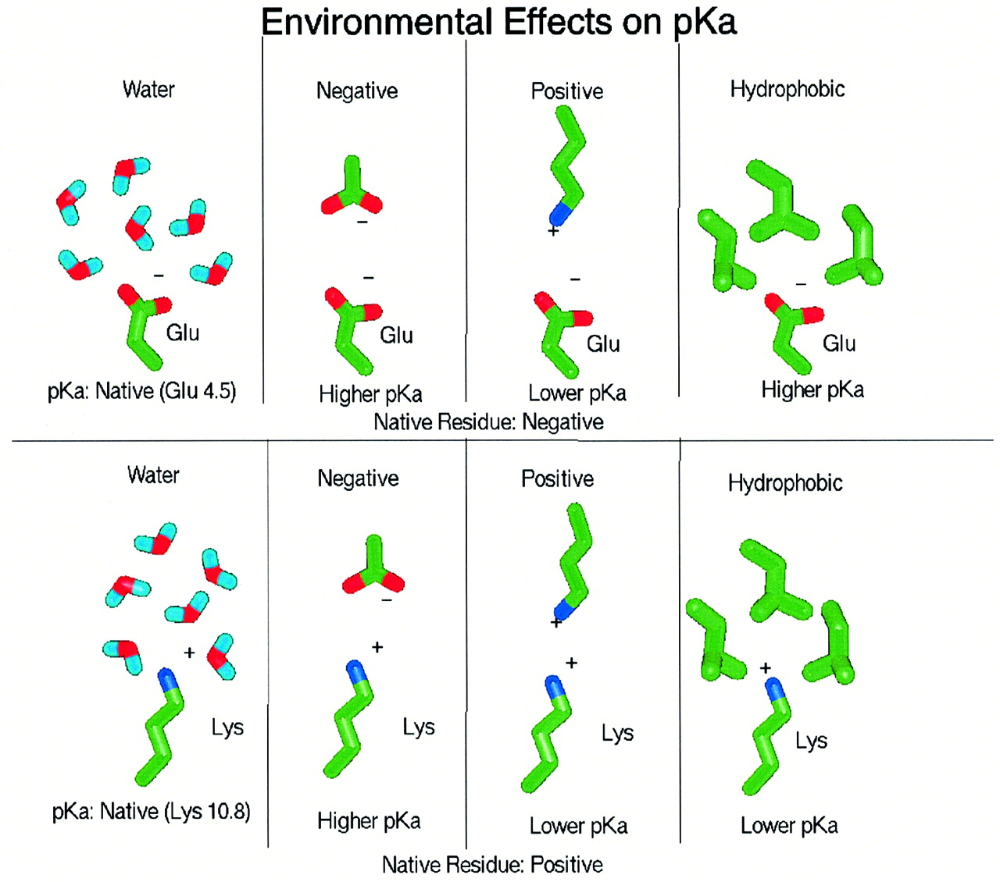 Environmental Effects on pKa
Water
Negative
Positive
Hydrophobic
−
−
+
−
−
−
Glu
Glu
Glu
Glu
pKa: Native (Glu 4.5)
Higher pKa
Lower pKa
Higher pKa
Native Residue: Negative
Water
Negative
Positive
Hydrophobic
−
+
+
+
+
+
Lys
Lys
Lys
Lys
pKa: Native (Lys 10.8)
Higher pKa
Lower pKa
Lower pKa
Native Residue: Positive